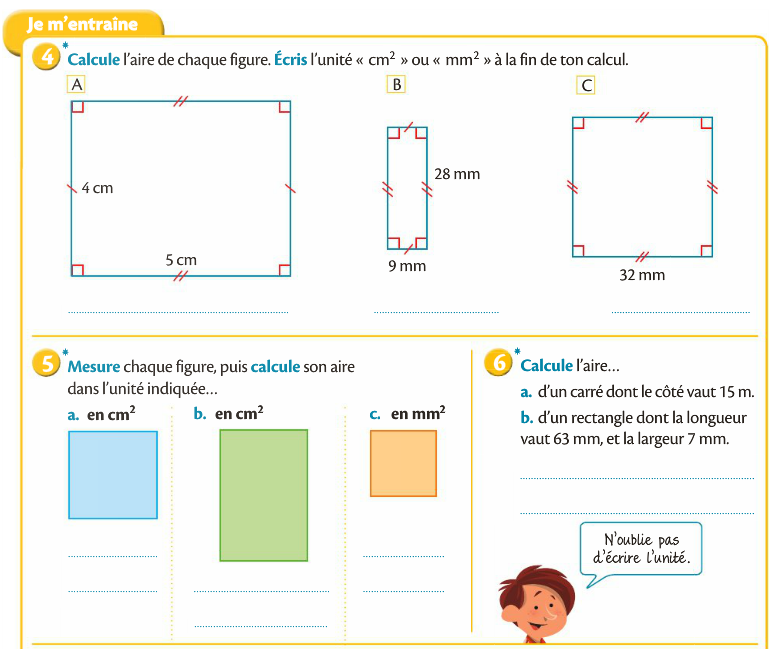 Je m'entraîne
4* Calcule l'aire de chaque figure. Écris l'unité « cm² » ou « mm² » à la fin de ton calcul.
A
B
C
4 cm
5 cm
28 mm
9 mm
32 mm
5* Mesure chaque figure, puis calcule son aire
dans l'unité indiquée...
a. en cm²
b. en cm²
c. en mm²
6* Calcule l'aire...
a. d'un carré dont le côté vaut 15 m.
b. d'un rectangle dont la longueur
vaut 63 mm, et la largeur 7 mm.
N'oublie pas
d'écrire l'unité.